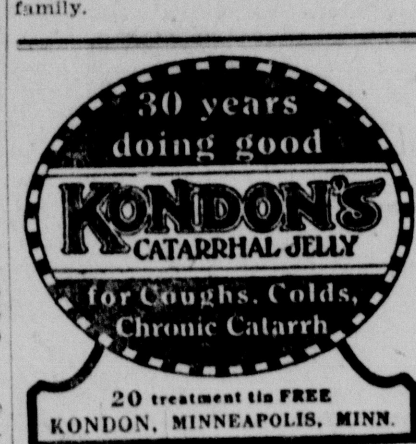 family.
30 years
doing good
KONDON'S
CATARRHAL JELLY
for Coughs, Colds,
Chronic Catarrh
20 treatment tin FREE
KONDON, MINNEAPOLIS, MINN.